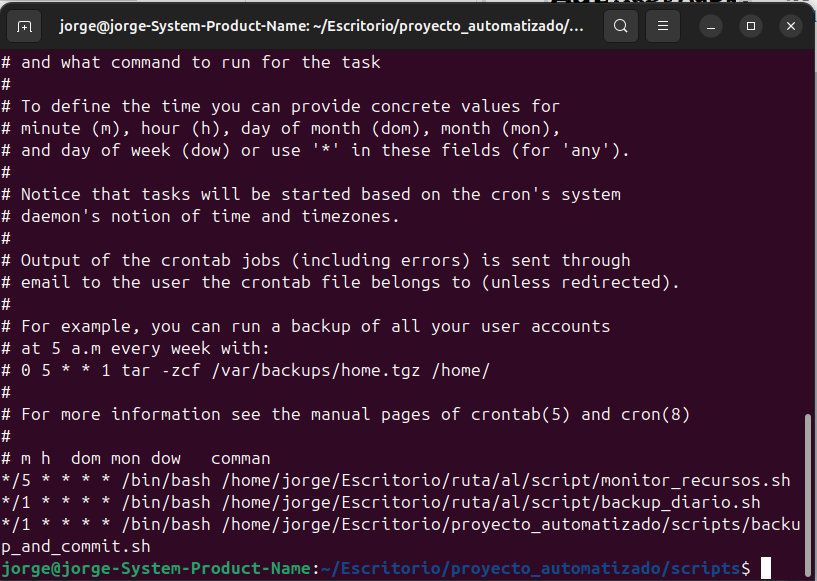 jorge@jorge-System-Product-Name: ~/Escritorio/proyecto_automatizado/...
# and what command to run for the task
#
# To define the time you can provide concrete values for
# minute (m), hour (h), day of month (dom), month (mon),
# and day of week (dow) or use '*' in these fields (for 'any').
#
# Notice that tasks will be started based on the cron's system
# daemon's notion of time and timezones.
#
# Output of the crontab jobs (including errors) is sent through
# email to the user the crontab file belongs to (unless redirected).
#
# For example, you can run a backup of all your user accounts
# at 5 a.m every week with:
# 0 5 * * 1 tar -zcf /var/backups/home.tgz /home/
#
# For more information see the manual pages of crontab(5) and cron(8)
#
# m h  dom mon dow   comman
*/5 * * * * /bin/bash /home/jorge/Escritorio/ruta/al/script/monitor_recursos.sh
*/1 * * * * /bin/bash /home/jorge/Escritorio/ruta/al/script/backup_diario.sh
*/1 * * * * /bin/bash /home/jorge/Escritorio/proyecto_automatizado/scripts/backu
p_and_commit.sh
jorge@jorge-System-Product-Name:~/Escritorio/proyecto_automatizado/scripts$